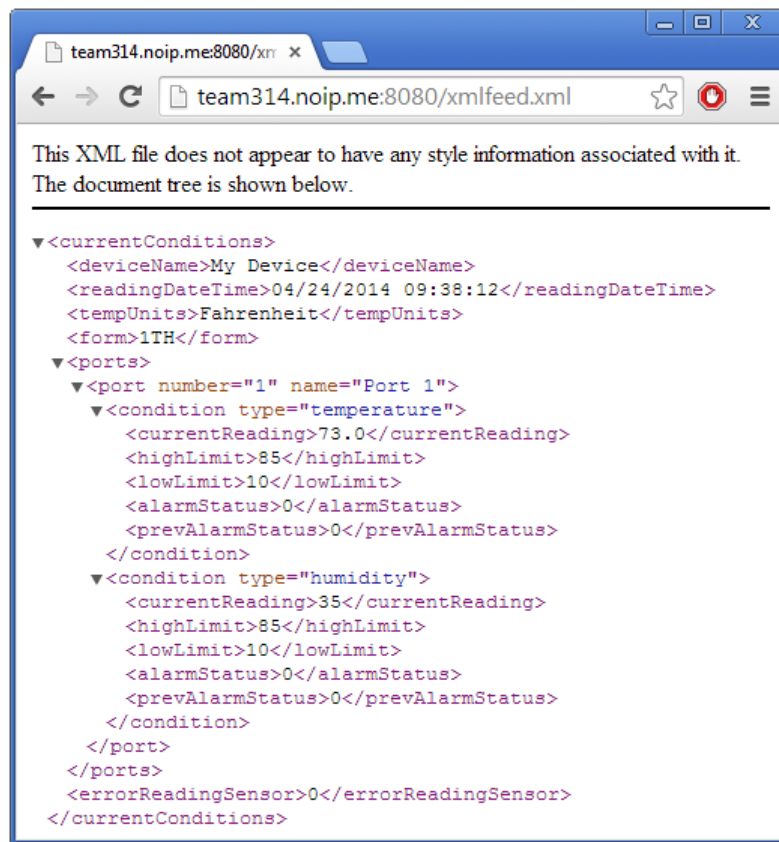 team314.noip.me:8080/xm
team314.noip.me:8080/xmlfeed.xml
This XML file does not appear to have any style information associated with it.
The document tree is shown below.
▼<currentConditions>
<deviceName>My Device</deviceName>
<readingDateTime>04/24/2014 09:38:12</readingDateTime>
<tempUnits>Fahrenheit</tempUnits>
<form>1TH</form>
▼<ports>
▼<port number="1" name="Port 1">
▼<condition type="temperature">
<currentReading>73.0</currentReading>
<highLimit>85</highLimit>
<lowLimit>10</lowLimit>
<alarmStatus>0</alarmStatus>
<prevAlarmStatus>0</prevAlarmStatus>
</condition>
▼<condition type="humidity">
<currentReading>35</currentReading>
<highLimit>85</highLimit>
<lowLimit>10</lowLimit>
<alarmStatus>0</alarmStatus>
<prevAlarmStatus>0</prevAlarmStatus>
</condition>
</port>
</ports>
<errorReadingSensor>0</errorReadingSensor>
</currentConditions>